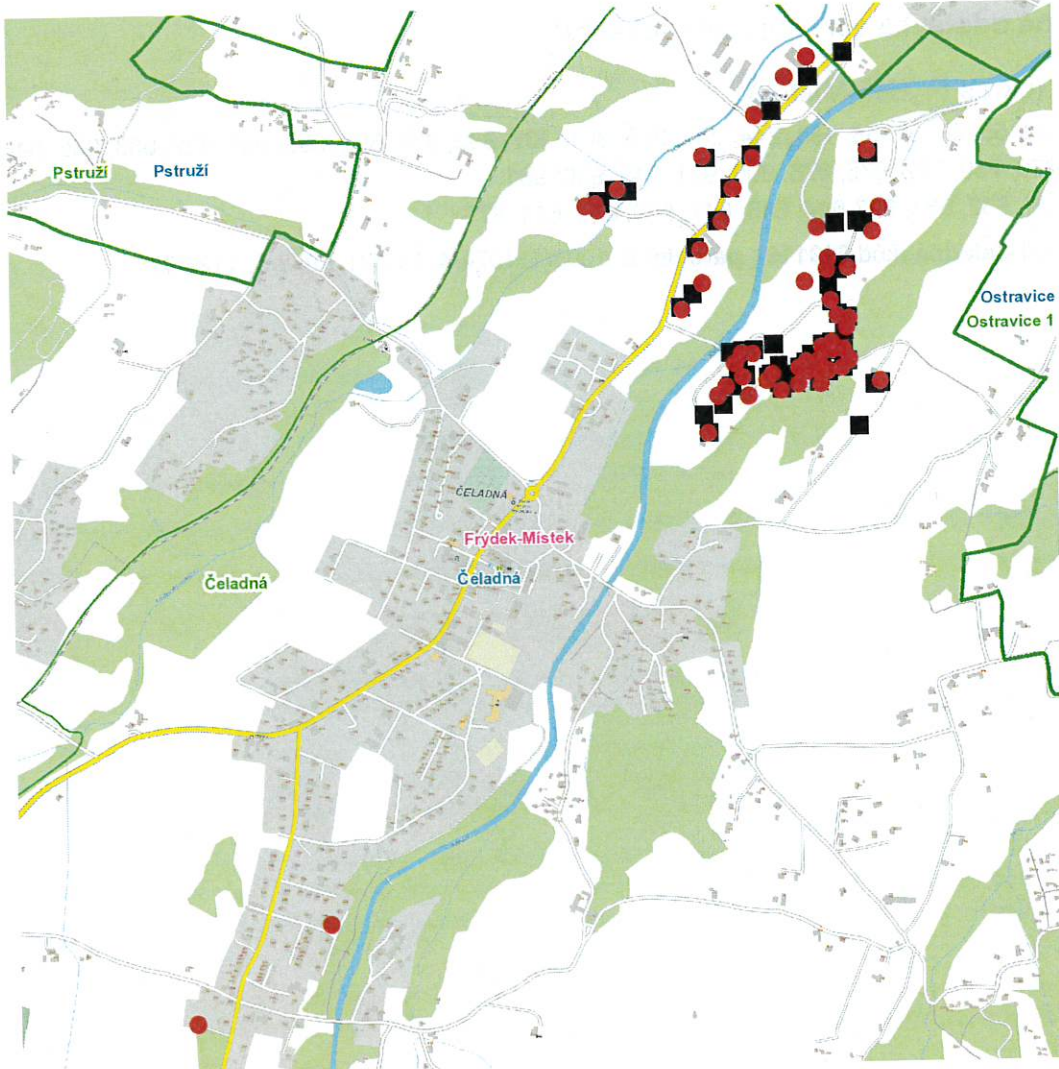 Pstruží
Pstruží
Ostravice
Ostravice 1
ČELADNÁ
Frýdek-Místek
Čeladná
Čeladná